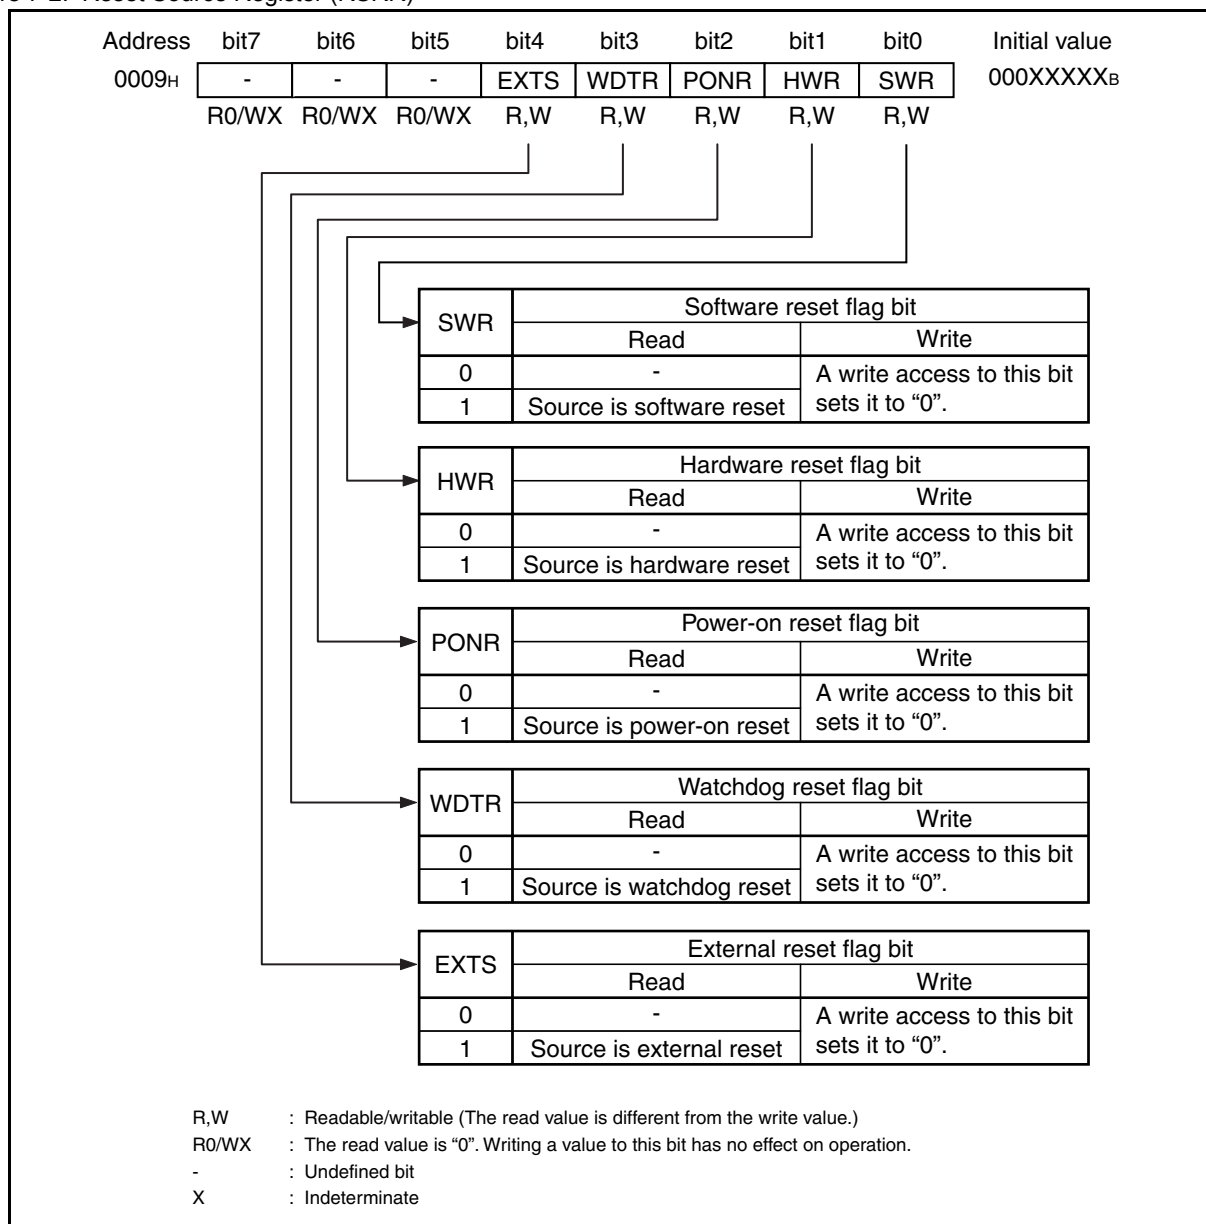 Reset Source Register (RSRR)
Address bit7 bit6 bit5 bit4 bit3 bit2 bit1 bit0 Initial value
0009H - - - EXTS WDTR PONR HWR SWR 000XXXXXB
R0/WX R0/WX R0/WX R,W R,W R,W R,W R,W
SWR Software reset flag bit
Read Write
0 - A write access to this bit
1 Source is software reset sets it to “0”.
HWR Hardware reset flag bit
Read Write
0 - A write access to this bit
1 Source is hardware reset sets it to “0”.
PONR Power-on reset flag bit
Read Write
0 - A write access to this bit
1 Source is power-on reset sets it to “0”.
WDTR Watchdog reset flag bit
Read Write
0 - A write access to this bit
1 Source is watchdog reset sets it to “0”.
EXTS External reset flag bit
Read Write
0 - A write access to this bit
1 Source is external reset sets it to “0”.
R,W : Readable/writable (The read value is different from the write value.)
R0/WX : The read value is “0”. Writing a value to this bit has no effect on operation.
- : Undefined bit
X : Indeterminate